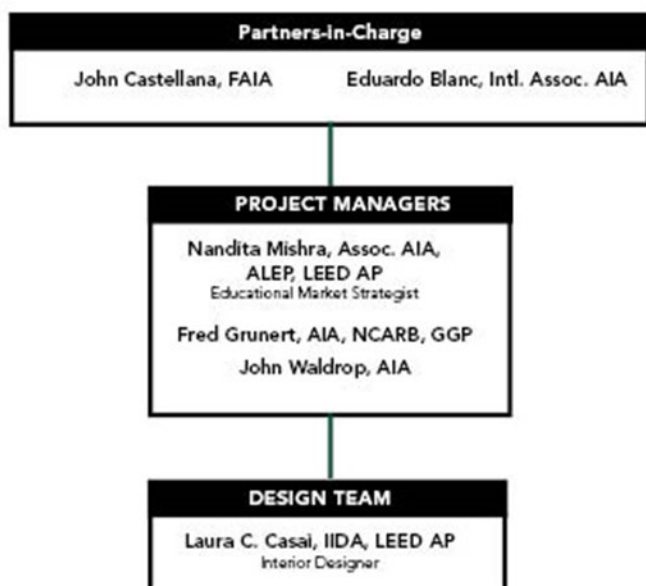 Partners-in-Charge
John Castellana, FAIA Eduardo Blanc, Intl. Assoc. AIA
PROJECT MANAGERS
Nandita Mishra, Assoc. AIA,
ALEP, LEED AP
Educational Market Strategist
Fred Grunert, AIA, NCARB, GGP
John Waldrop, AIA
DESIGN TEAM
Laura C. Casai, IIDA, LEED AP
Interior Designer